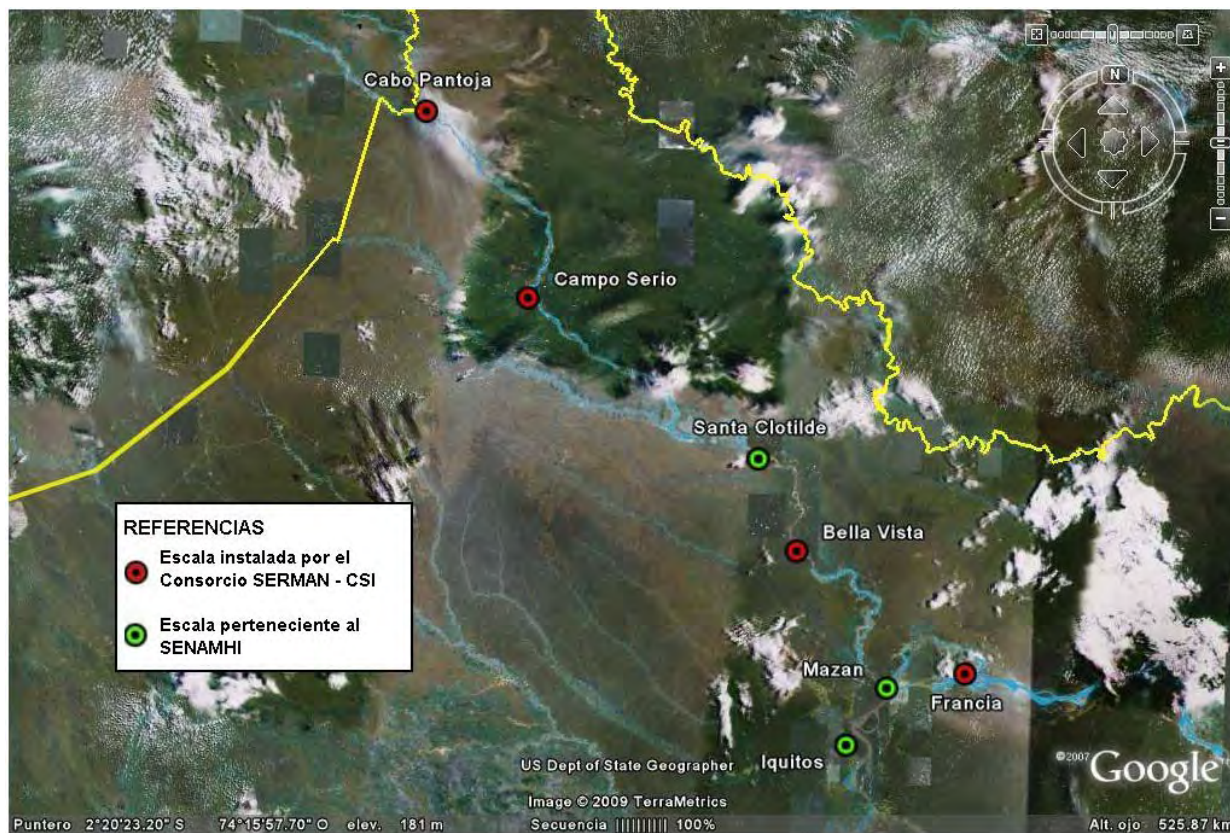 N
Cabo Pantoja
Campo Serio
Santa Clotilde
Bella Vista
Mazan
Francia
Iquitos
REFERENCIAS
Escala instalada por el
Consorcio SERMAN - CSI
Escala perteneciente al
SENAMHI
US Dept of State Geographer
Image © 2009 TerraMetrics
©2007 Google™
Puntero 2°20'23.20" S 74°15'57.70" O elev. 181 m Secuencia |||||||||| 100% Alt. ojo 525.87 km